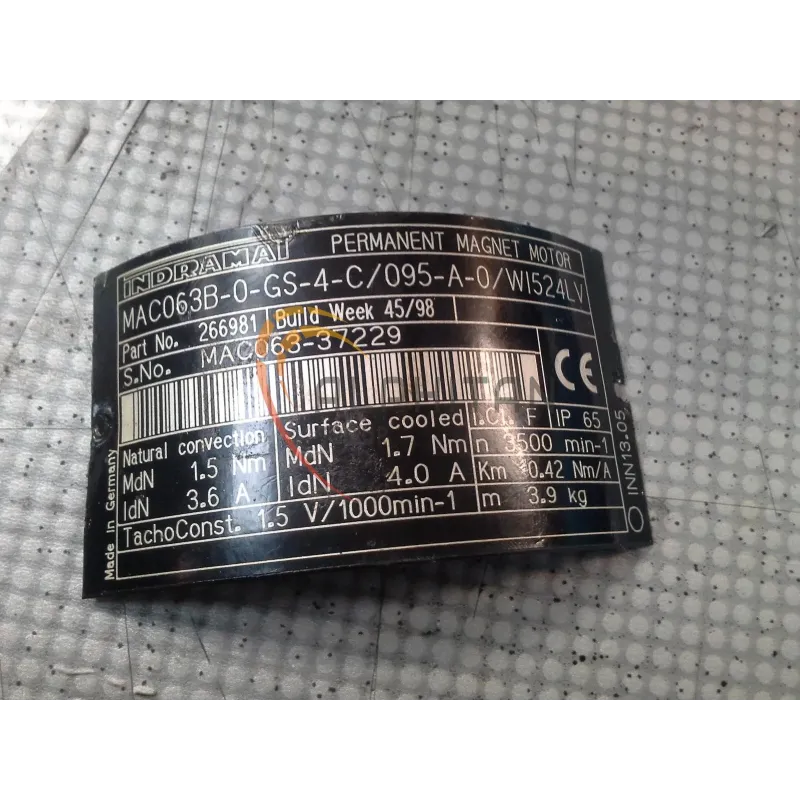 INDRAMAT PERMANENT MAGNET MOTOR
MAC063B-0-GS-4-C/095-A-0/WI524LV
Part No. 266981 Build Week 45/98
S.No. MAC063-37229
CE
Natural convection Surface cooled I.Cl. F IP 65
MdN 1.5 Nm MdN 1.7 Nm n 3500 min-1
IdN 3.6 A IdN 4.0 A Km 0.42 Nm/A
TachoConst. 1.5 V/1000min-1 m 3.9 kg
Made in Germany
INN13.05